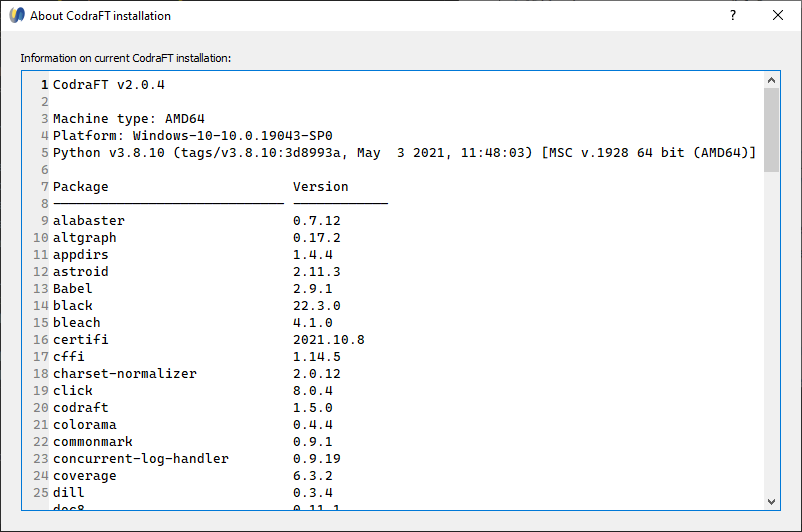 About CodraFT installation
Information on current CodraFT installation:
1 CodraFT v2.0.4
2
3 Machine type: AMD64
4 Platform: Windows-10-10.0.19043-SP0
5 Python v3.8.10 (tags/v3.8.10:3d8993a, May  3 2021, 11:48:03) [MSC v.1928 64 bit (AMD64)]
6
7 Package                       Version
8 ----------------------------- ------------
9 alabaster                     0.7.12
10 altgraph                      0.17.2
11 appdirs                       1.4.4
12 astroid                       2.11.3
13 Babel                         2.9.1
14 black                         22.3.0
15 bleach                        4.1.0
16 certifi                       2021.10.8
17 cffi                          1.14.5
18 charset-normalizer            2.0.12
19 click                         8.0.4
20 codraft                       1.5.0
21 colorama                      0.4.4
22 commonmark                    0.9.1
23 concurrent-log-handler        0.9.19
24 coverage                      6.3.2
25 dill                          0.3.4
doc8                          0.11.1